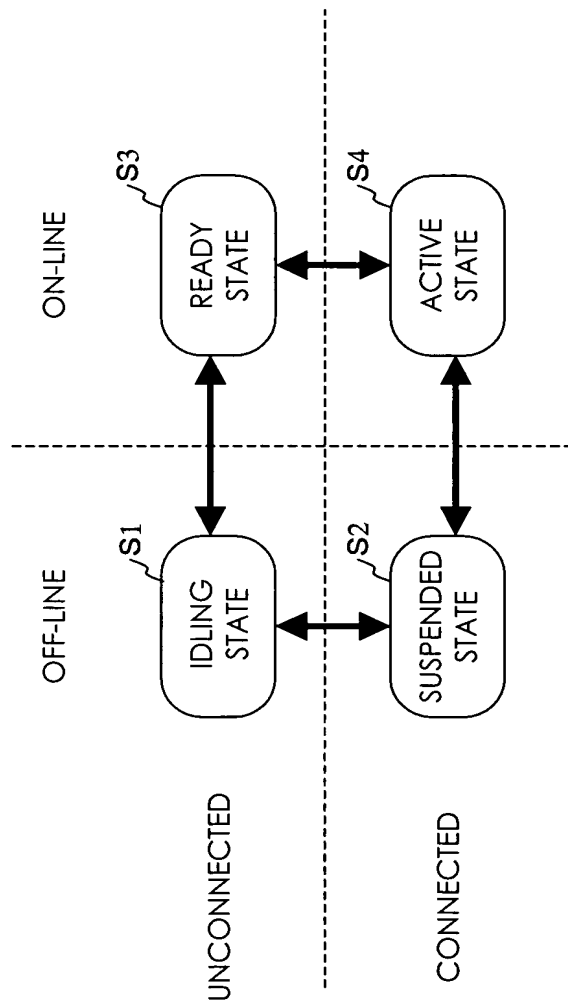 OFF-LINE
ON-LINE
UNCONNECTED
S1
IDLING
STATE
S3
READY
STATE
CONNECTED
S2
SUSPENDED
STATE
S4
ACTIVE
STATE